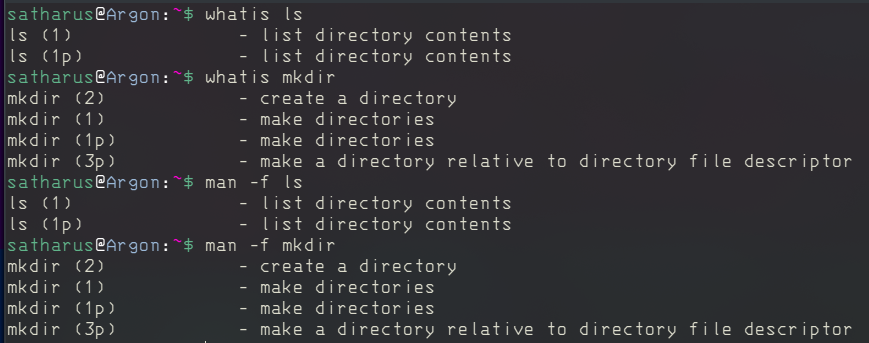 satharus@Argon:~$ whatis ls
ls (1)               - list directory contents
ls (1p)              - list directory contents
satharus@Argon:~$ whatis mkdir
mkdir (2)            - create a directory
mkdir (1)            - make directories
mkdir (1p)           - make directories
mkdir (3p)           - make a directory relative to directory file descriptor
satharus@Argon:~$ man -f ls
ls (1)               - list directory contents
ls (1p)              - list directory contents
satharus@Argon:~$ man -f mkdir
mkdir (2)            - create a directory
mkdir (1)            - make directories
mkdir (1p)           - make directories
mkdir (3p)           - make a directory relative to directory file descriptor